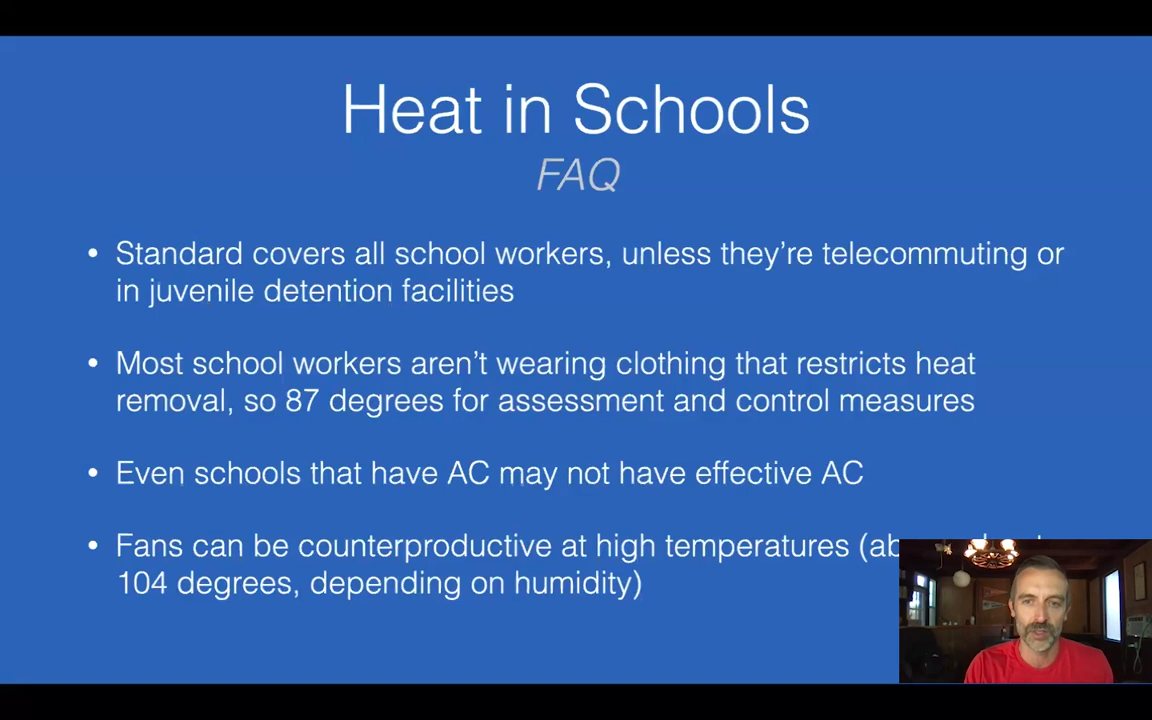 Heat in Schools
FAQ
• Standard covers all school workers, unless they're telecommuting or
in juvenile detention facilities
• Most school workers aren't wearing clothing that restricts heat
removal, so 87 degrees for assessment and control measures
• Even schools that have AC may not have effective AC
• Fans can be counterproductive at high temperatures
104 degrees, depending on humidity)